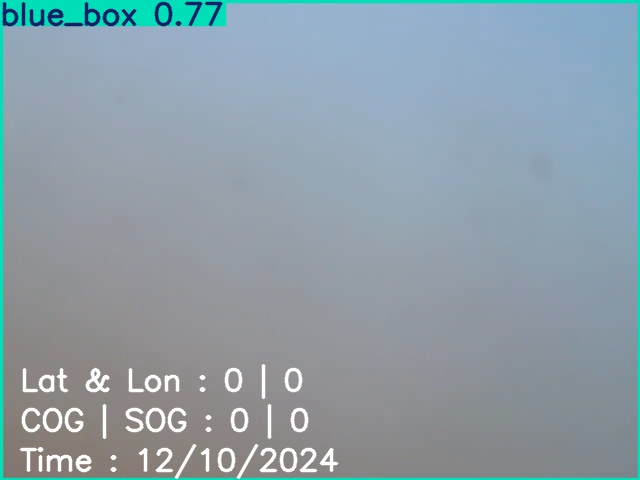 blue_box 0.77
Lat & Lon : 0 | 0
COG | SOG : 0 | 0
Time : 12/10/2024